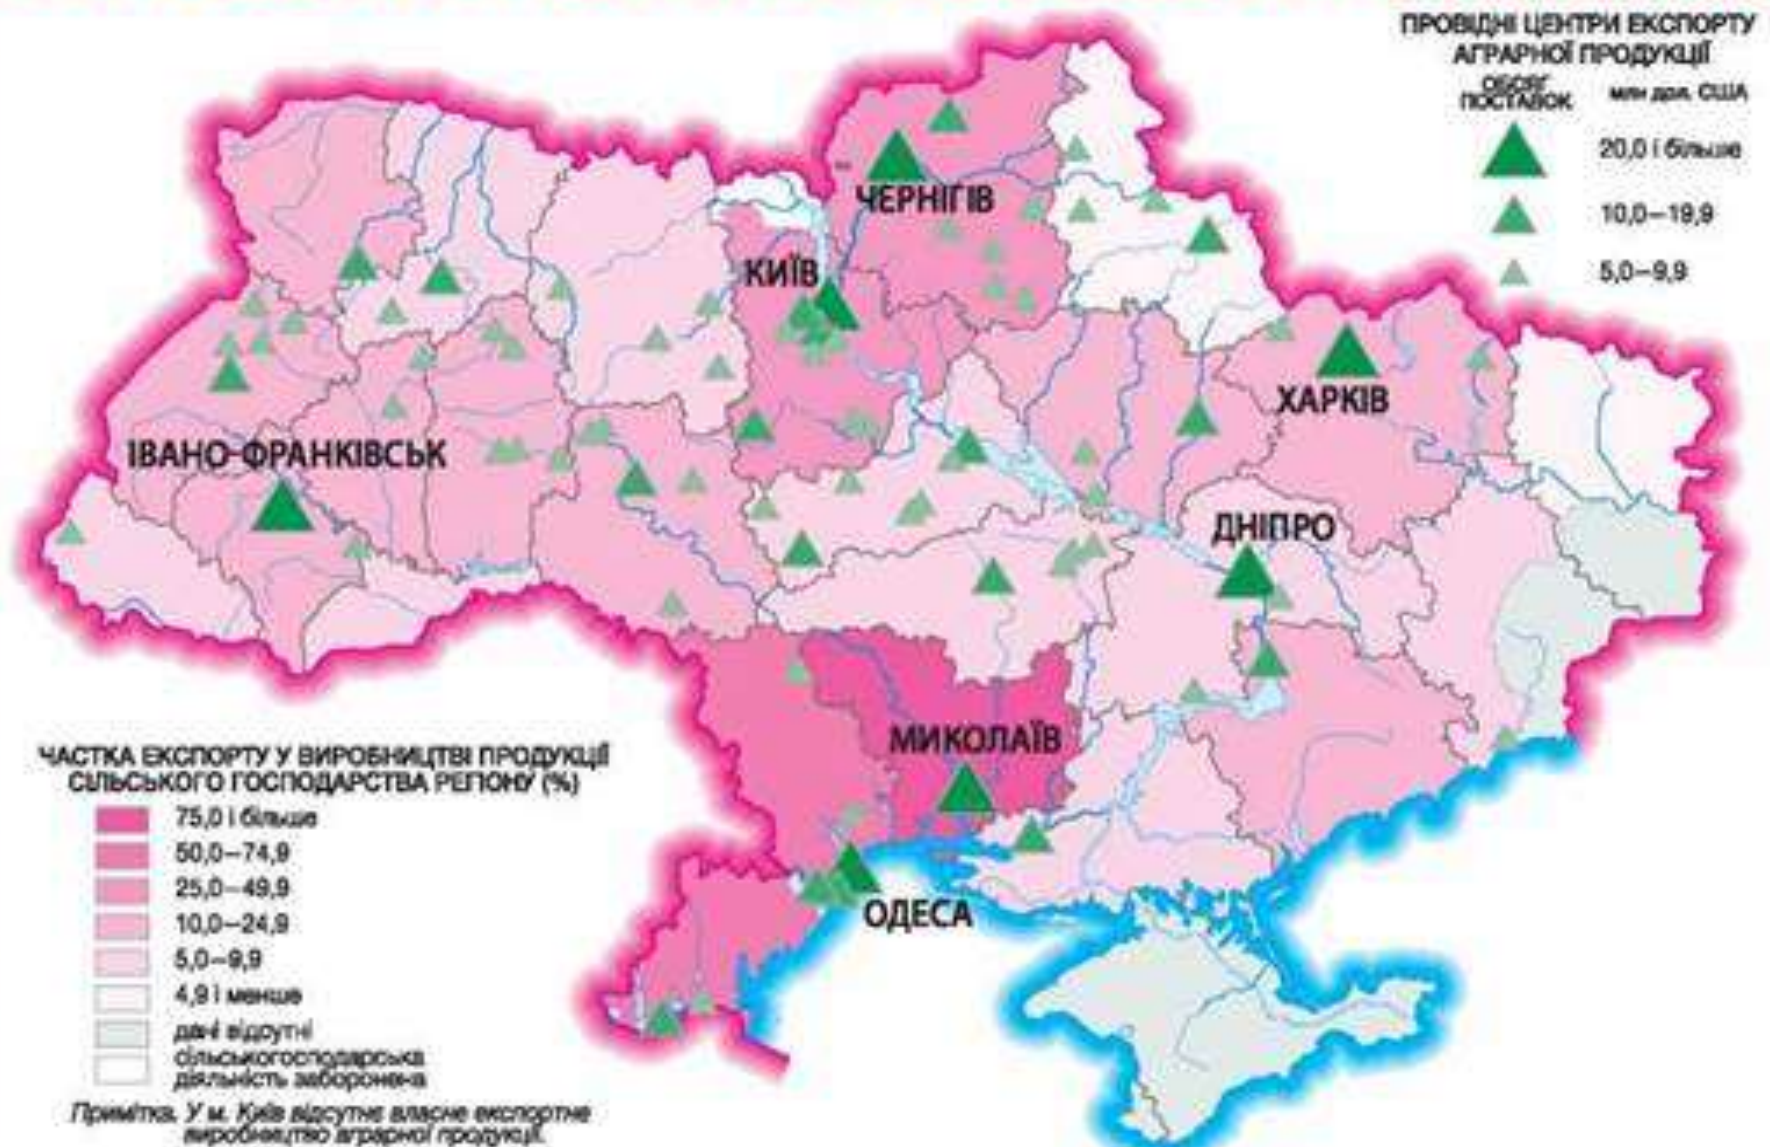 ПРОВІДНІ ЦЕНТРИ ЕКСПОРТУ
АГРАРНОЇ ПРОДУКЦІЇ
ОБСЯГ
ПОСТАВОК
млн дол. США
20,0 і більше
10,0–19,9
5,0–9,9
ЧЕРНІГІВ
КИЇВ
ХАРКІВ
ІВАНО-ФРАНКІВСЬК
ДНІПРО
МИКОЛАЇВ
ОДЕСА
ЧАСТКА ЕКСПОРТУ У ВИРОБНИЦТВІ ПРОДУКЦІЇ
СІЛЬСЬКОГО ГОСПОДАРСТВА РЕГІОНУ (%)
75,0 і більше
50,0–74,9
25,0–49,9
10,0–24,9
5,0–9,9
4,9 і менше
дані відсутні
сільськогосподарська
діяльність заборонена
Примітка. У м. Київ відсутнє власне експортне
виробництво аграрної продукції.